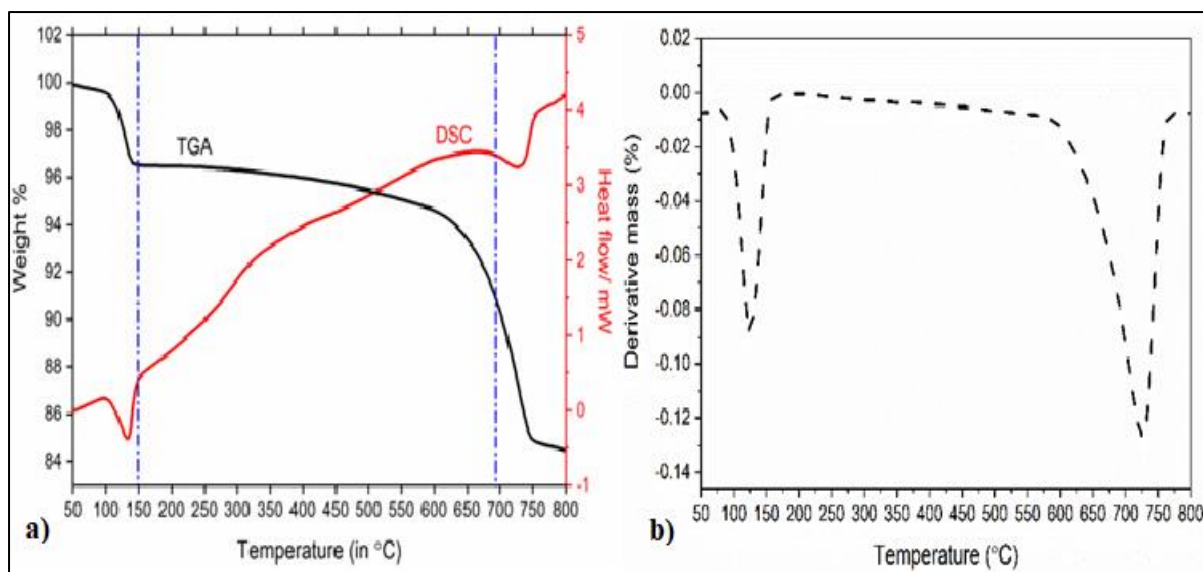 102
100
98
96
94
92
90
88
86
84
Weight %
TGA
DSC
5
4
3
2
1
0
-1
Heat flow/ mW
50 100 150 200 250 300 350 400 450 500 550 600 650 700 750 800
Temperature (in °C)
a)
0.02
0.00
-0.02
-0.04
-0.06
-0.08
-0.10
-0.12
-0.14
Derivative mass (%)
50 100 150 200 250 300 350 400 450 500 550 600 650 700 750 800
Temperature (°C)
b)